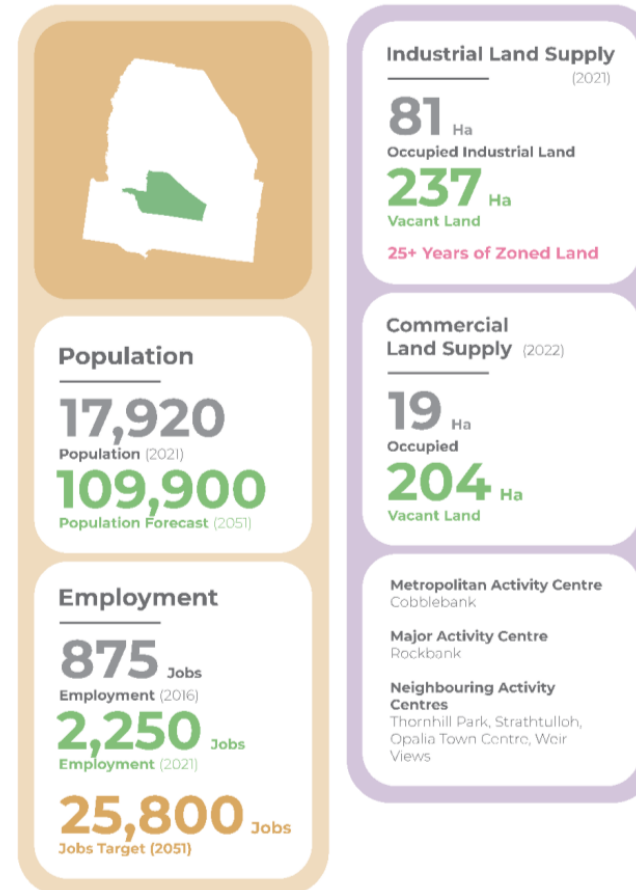 Population
17,920
Population (2021)
109,900
Population Forecast (2051)
Employment
875 Jobs
Employment (2016)
2,250 Jobs
Employment (2021)
25,800 Jobs
Jobs Target (2051)
Industrial Land Supply
(2021)
81 Ha
Occupied Industrial Land
237 Ha
Vacant Land
25+ Years of Zoned Land
Commercial
Land Supply (2022)
19 Ha
Occupied
204 Ha
Vacant Land
Metropolitan Activity Centre
Cobblebank
Major Activity Centre
Rockbank
Neighbouring Activity
Centres
Thornhill Park, Strathtulloh,
Opalia Town Centre, Weir
Views